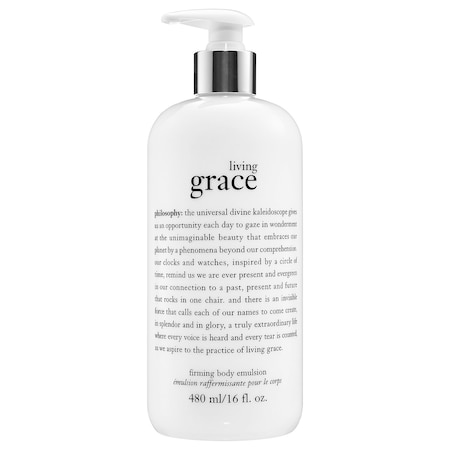 living
grace
philosophy: the universal divine kaleidoscope gives
us an opportunity each day to gaze in wonderment
at the unimaginable beauty that embraces our
planet by a phenomena beyond our comprehension.
our clocks and watches, inspired by a circle of
time, remind us we are ever present and evergreen
in our connection to a past, present and future
that rocks in one chair. and there is an invisible
force that calls each of our names to come cream,
in splendor and in glory, a truly extraordinary life
where every voice is heard and every tear is counted,
as we aspire to the practice of living grace.
firming body emulsion
émulsion raffermissante pour le corps
480 ml/16 fl. oz.